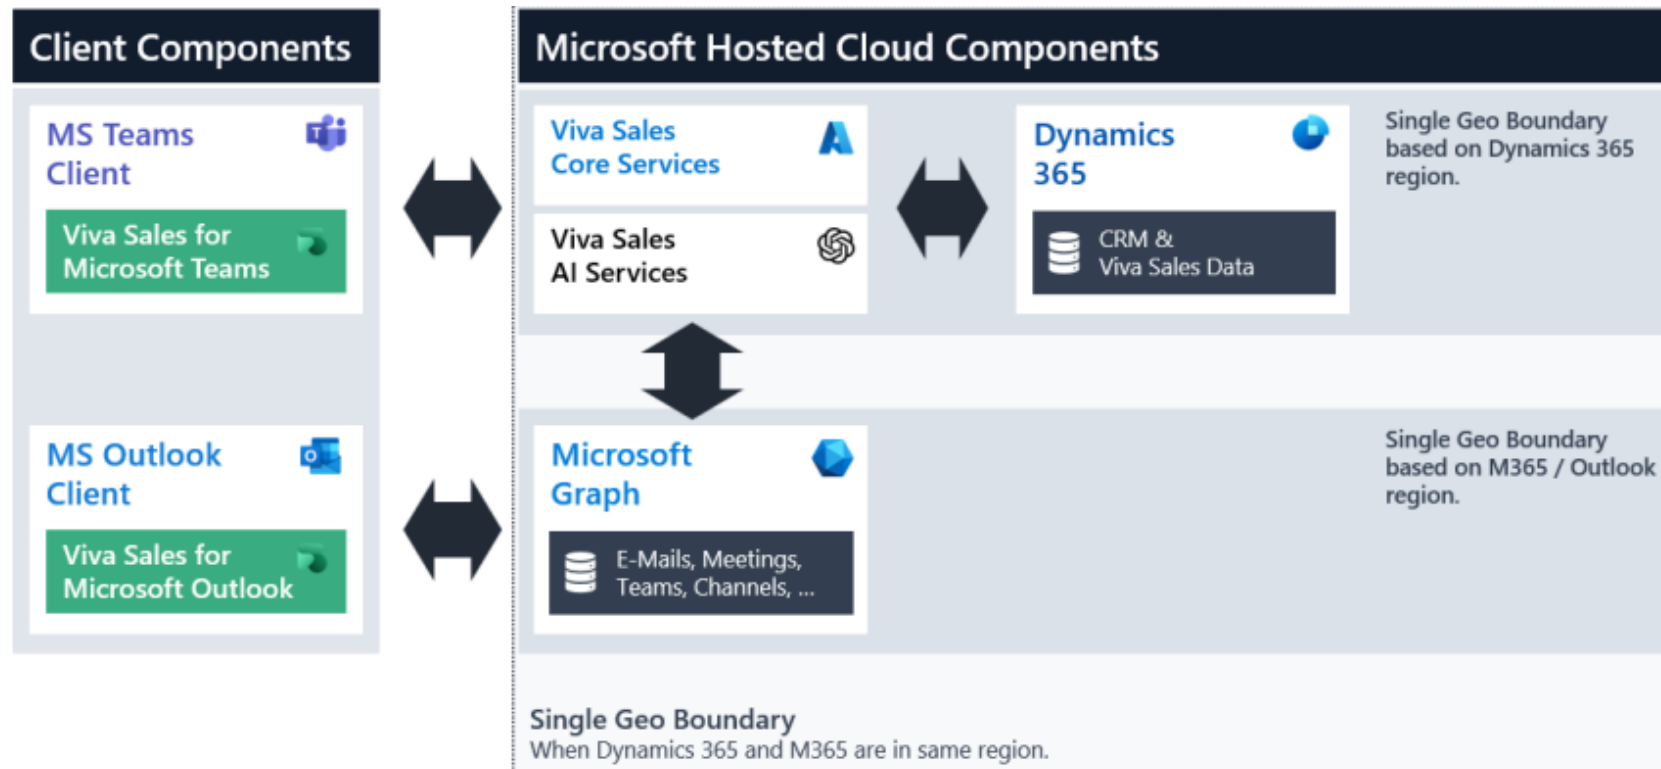 Client Components
Microsoft Hosted Cloud Components
MS Teams
Client
Viva Sales for
Microsoft Teams
Viva Sales
Core Services
Viva Sales
AI Services
Dynamics
365
CRM &
Viva Sales Data
Single Geo Boundary
based on Dynamics 365
region.
MS Outlook
Client
Viva Sales for
Microsoft Outlook
Microsoft
Graph
E-Mails, Meetings,
Teams, Channels, ...
Single Geo Boundary
based on M365 / Outlook
region.
Single Geo Boundary
When Dynamics 365 and M365 are in same region.